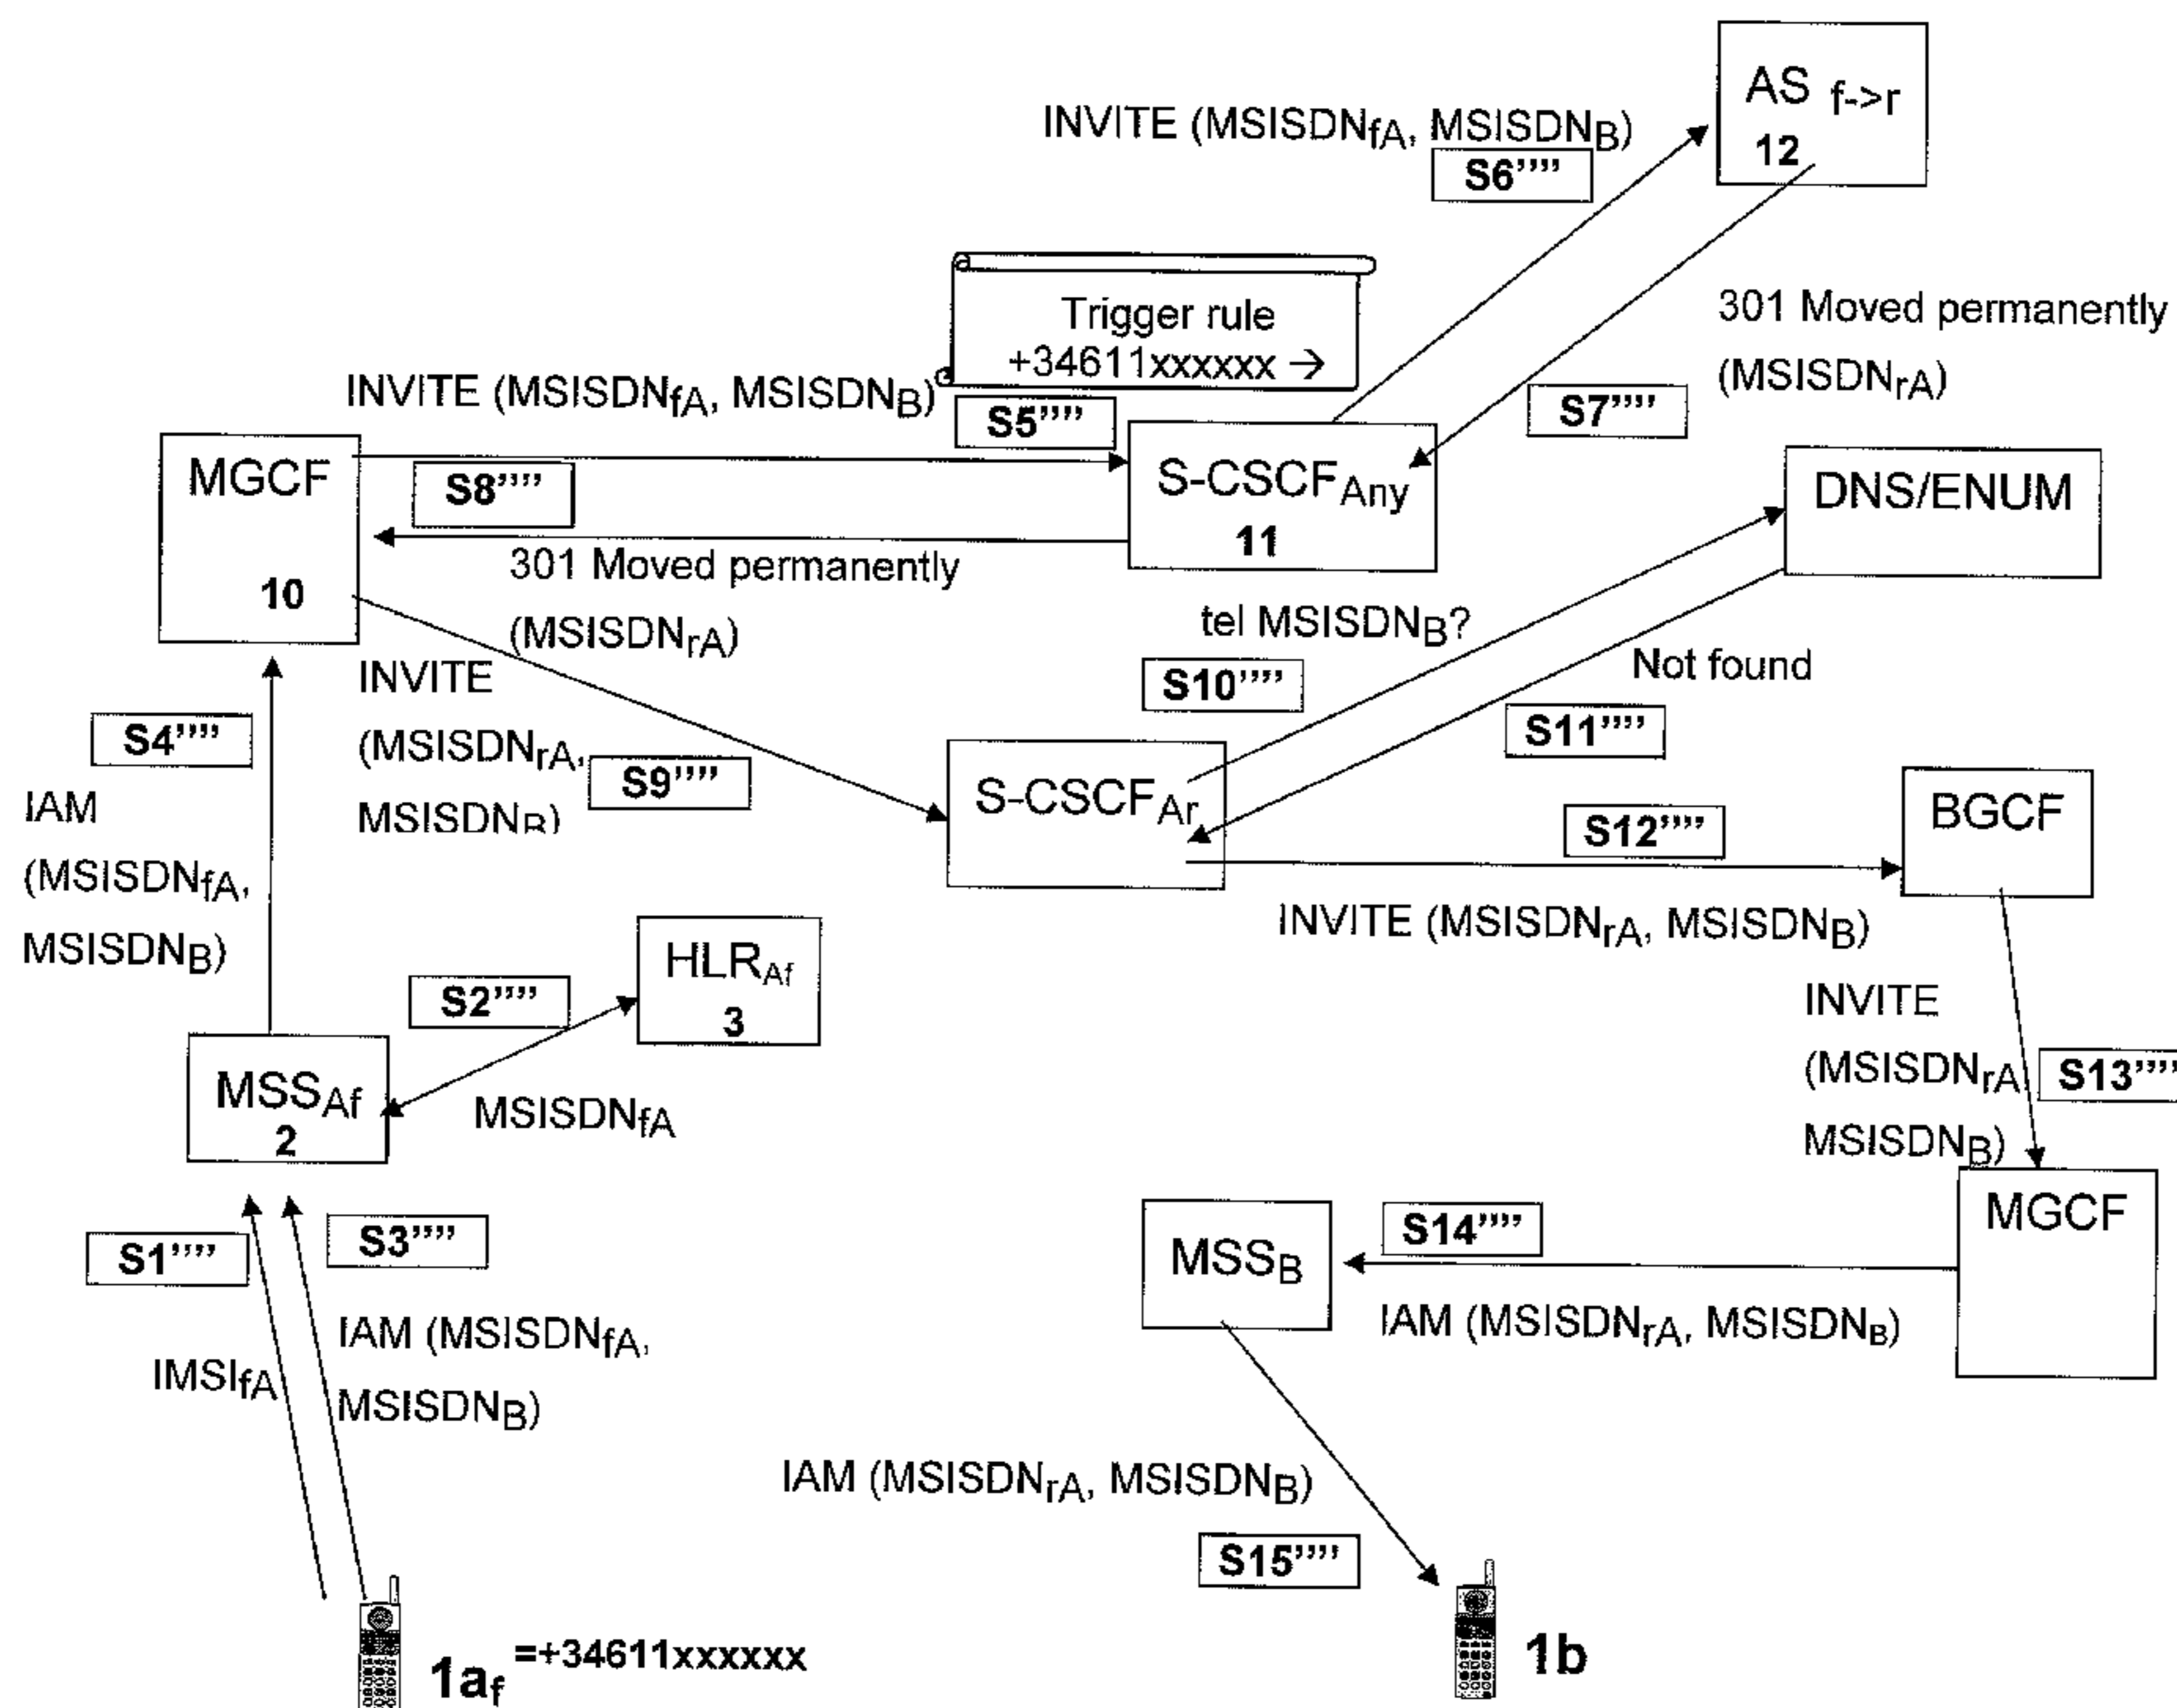 AS f->r
12
INVITE (MSISDNfA, MSISDNB)
S6''''
Trigger rule
+34611xxxxxx →
301 Moved permanently
(MSISDNrA)
S7''''
INVITE (MSISDNfA, MSISDNB)
S5''''
MGCF
10
S8''''
S-CSCFAny
11
DNS/ENUM
301 Moved permanently
(MSISDNrA)
tel MSISDNB?
S10''''
Not found
S11''''
INVITE
(MSISDNrA,
MSISDNB)
S9''''
S4''''
IAM
(MSISDNfA,
MSISDNB)
S-CSCFAr
S12''''
BGCF
INVITE (MSISDNrA, MSISDNB)
HLRAf
3
S2''''
MSSAf
2
MSISDNfA
INVITE
(MSISDNrA
MSISDNB)
S13''''
MGCF
S1''''
S3''''
IMSIfA
IAM (MSISDNfA,
MSISDNB)
MSSB
S14''''
IAM (MSISDNrA, MSISDNB)
IAM (MSISDNrA, MSISDNB)
S15''''
1af =+34611xxxxxx
1b